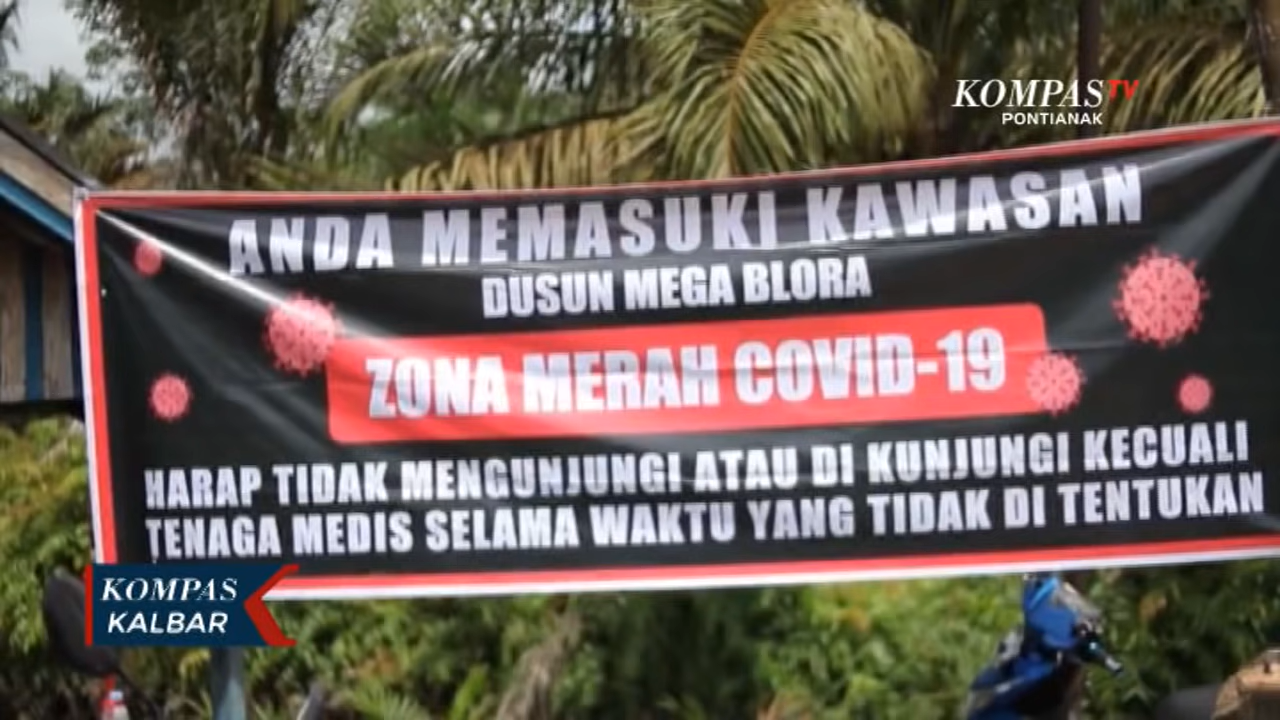 KOMPASTV
PONTIANAK
ANDA MEMASUKI KAWASAN
DUSUN MEGA BLORA
ZONA MERAH COVID-19
HARAP TIDAK MENGUNJUNGI ATAU DI KUNJUNGI KECUALI
TENAGA MEDIS SELAMA WAKTU YANG TIDAK DI TENTUKAN
KOMPAS
KALBAR